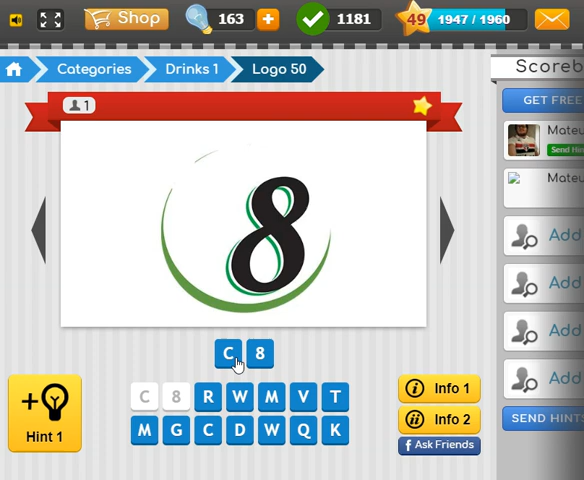 Shop 163 + 1181 49 1947 / 1960
Categories Drinks 1 Logo 50
Scoreb
1
GET FREE
Mateu
Send Hin
Mateu
8
Add
Add
Add
Add
C 8
C 8 R W M V T
M G C D W Q K
+
Hint 1
i Info 1
ii Info 2
f Ask Friends
SEND HINTS